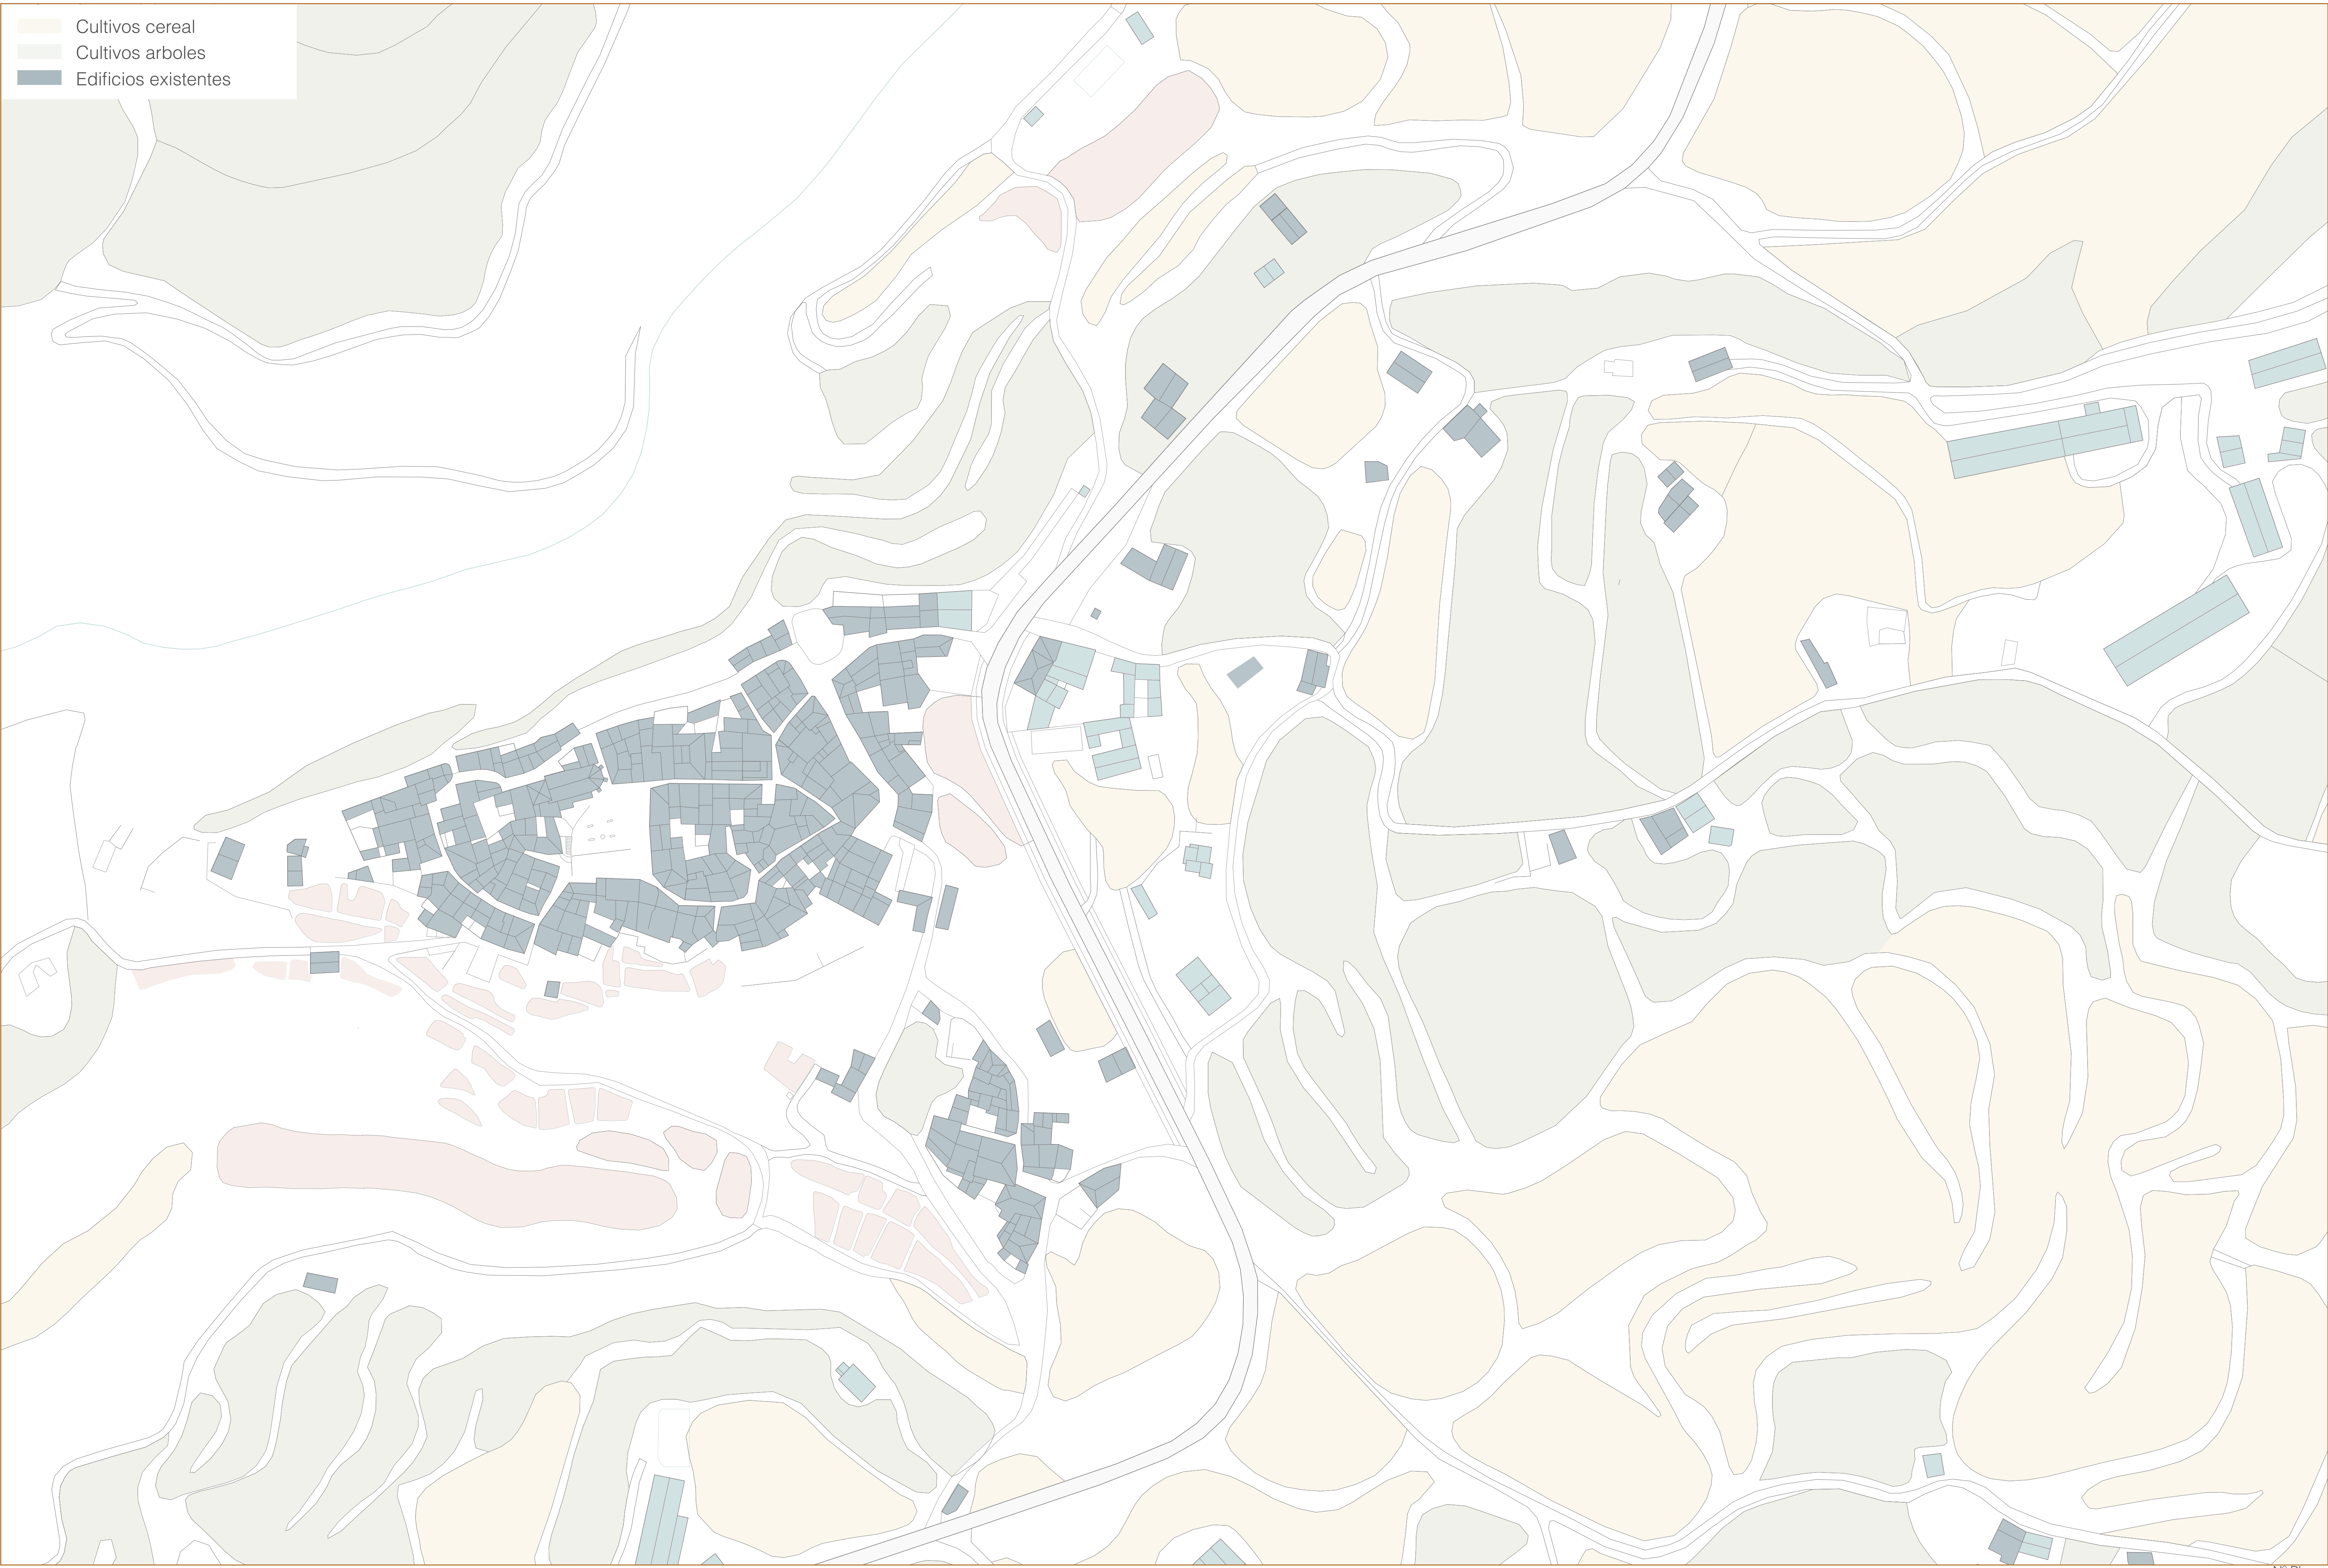 Cultivos cereal
Cultivos arboles
Edificios existentes